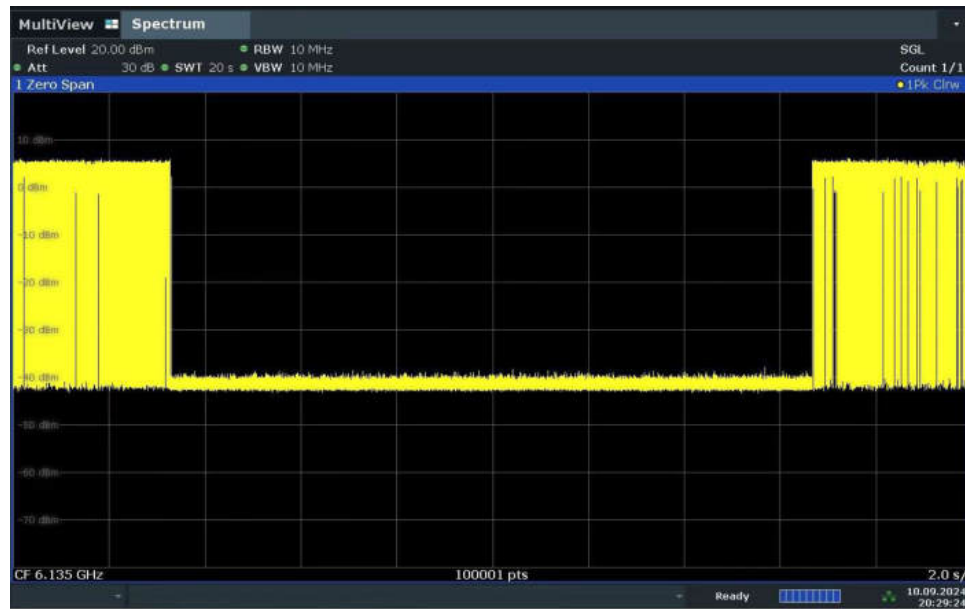 MultiView Spectrum
Ref Level 20.00 dBm RBW 10 MHz SGL
Att 30 dB SWT 20 s VBW 10 MHz Count 1/1
1 Zero Span 1Pk Clrw
10 dBm
0 dBm
-10 dBm
-20 dBm
-30 dBm
-40 dBm
-50 dBm
-60 dBm
-70 dBm
CF 6.135 GHz 100001 pts 2.0 s/
Ready 10.09.2024
20:29:24